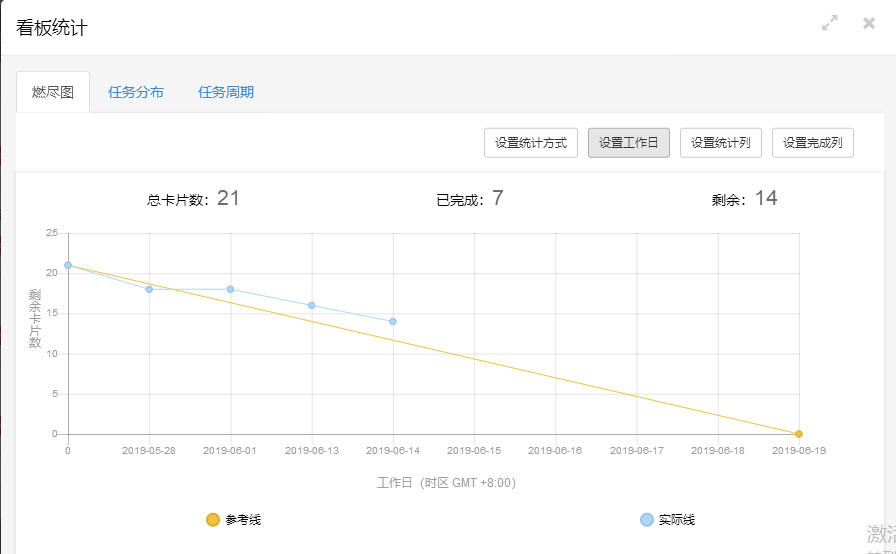 看板统计
燃尽图 任务分布 任务周期
设置统计方式 设置工作日 设置统计列 设置完成列
总卡片数：21 已完成：7 剩余：14
25
20
15
10
5
0
剩余卡片数
0 2019-05-28 2019-06-01 2019-06-13 2019-06-14 2019-06-15 2019-06-16 2019-06-17 2019-06-18 2019-06-19
工作日（时区 GMT +8:00）
参考线 实际线
激活